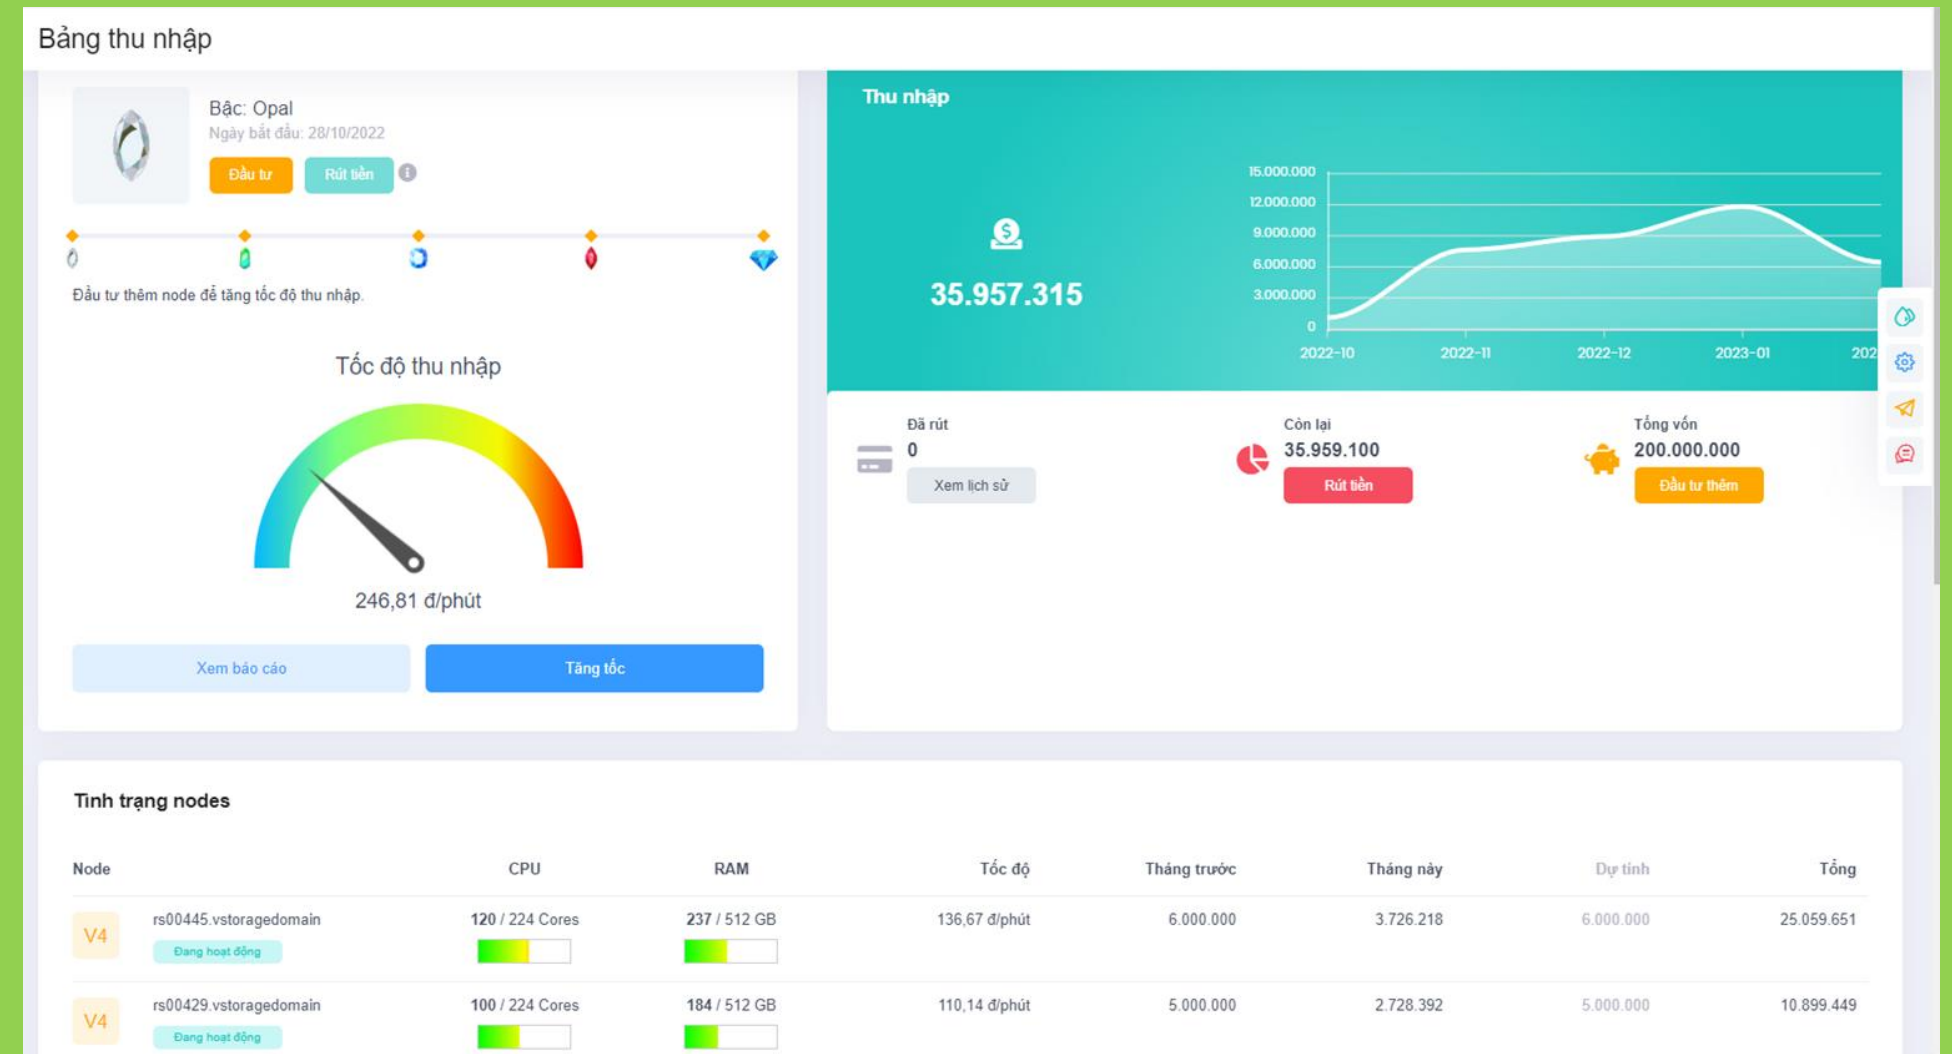 Bảng thu nhập
Bậc: Opal
Ngày bắt đầu: 28/10/2022
Đầu tư
Rút tiền
Đầu tư thêm node để tăng tốc độ thu nhập.
Tốc độ thu nhập
246,81 đ/phút
Xem báo cáo
Tăng tốc
Thu nhập
35.957.315
15.000.000
12.000.000
9.000.000
6.000.000
3.000.000
0
2022-10
2022-11
2022-12
2023-01
202
Đã rút
0
Xem lịch sử
Còn lại
35.959.100
Rút tiền
Tổng vốn
200.000.000
Đầu tư thêm
Tình trạng nodes
Node CPU RAM Tốc độ Tháng trước Tháng này Dự tính Tổng
V4 rs00445.vstoragedomain 120 / 224 Cores 237 / 512 GB 136,67 đ/phút 6.000.000 3.726.218 6.000.000 25.059.651
Đang hoạt động
V4 rs00429.vstoragedomain 100 / 224 Cores 184 / 512 GB 110,14 đ/phút 5.000.000 2.728.392 5.000.000 10.899.449
Đang hoạt động